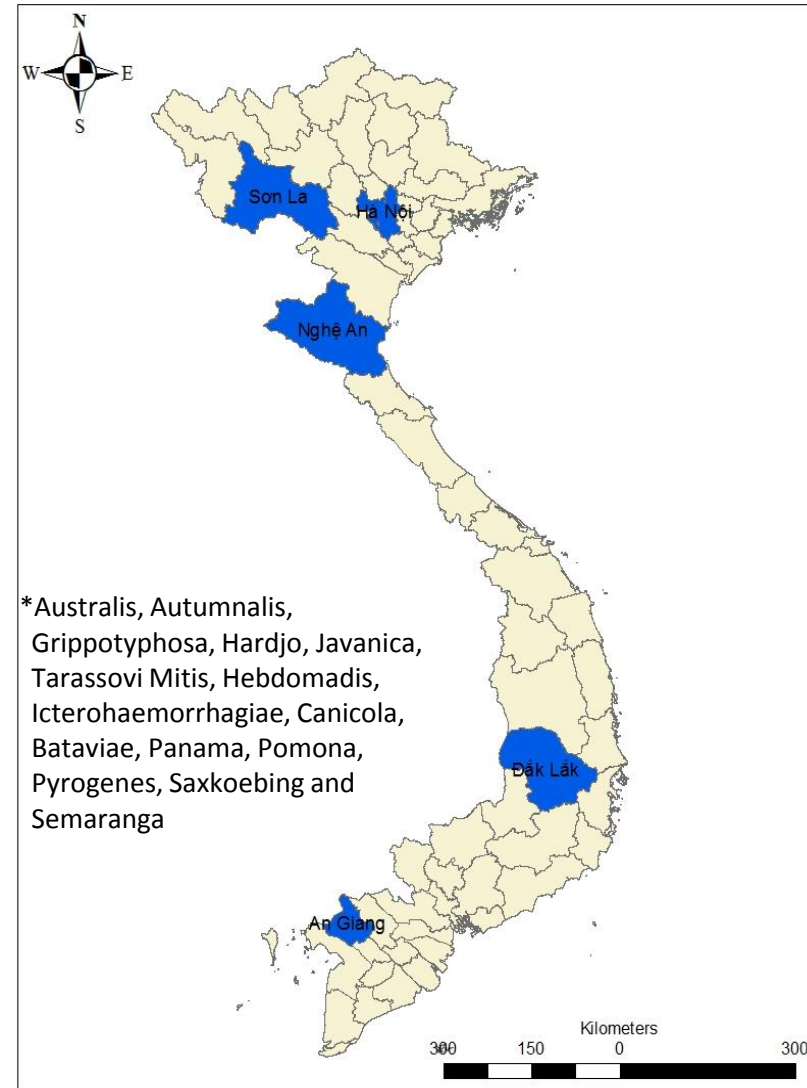 N
W E
S
Sơn La
Hà Nội
Nghệ An
*Australis, Autumnalis,
Grippotyphosa, Hardjo, Javanica,
Tarassovi Mitis, Hebdomadis,
Icterohaemorrhagiae, Canicola,
Bataviae, Panama, Pomona,
Pyrogenes, Saxkoebing and
Semaranga
Đắk Lắk
An Giang
Kilometers
300 150 0 300